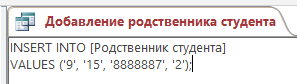 Добавление родственника студента
INSERT INTO [Родственник студента]
VALUES ('9', '15', '8888887', '2');